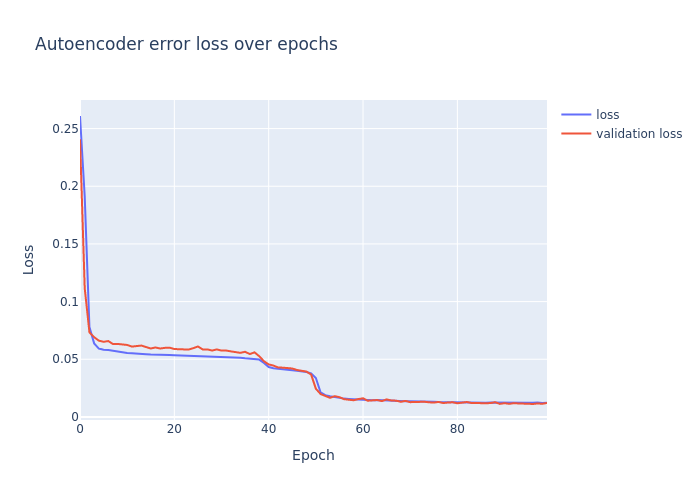 Autoencoder error loss over epochs
loss
validation loss
0.25
0.2
0.15
0.1
0.05
0
Loss
0 20 40 60 80
Epoch